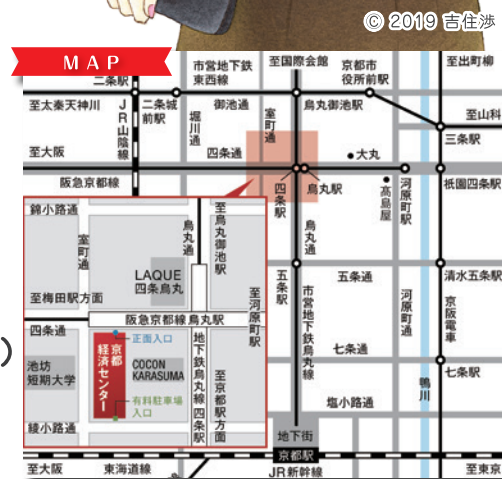 © 2019 吉住渉
MAP
二条駅
市営地下鉄
東西線
至国際会館
京都市
役所前駅
至出町柳
至太秦天神川
JR山陰線
二条城
前駅
堀川通
御池通
室町通
烏丸御池駅
至山科
三条駅
至大阪
四条通
大丸
阪急京都線
四条駅
烏丸駅
髙島屋
河原町駅
祇園四条駅
錦小路通
室町通
烏丸通
至烏丸御池駅
LAQUE
四条烏丸
至梅田駅方面
阪急京都線烏丸駅
至河原町駅
四条通
正面入口
京都
経済センター
COCON
KARASUMA
池坊
短期大学
有料駐車場
入口
地下鉄烏丸線四条駅
至京都駅方面
綾小路通
烏丸通
五条駅
五条通
清水五条駅
市営地下鉄烏丸線
河原町通
京阪電車
七条通
七条駅
鴨川
塩小路通
地下街
京都駅
至大阪
東海道線
JR新幹線
至東京
)